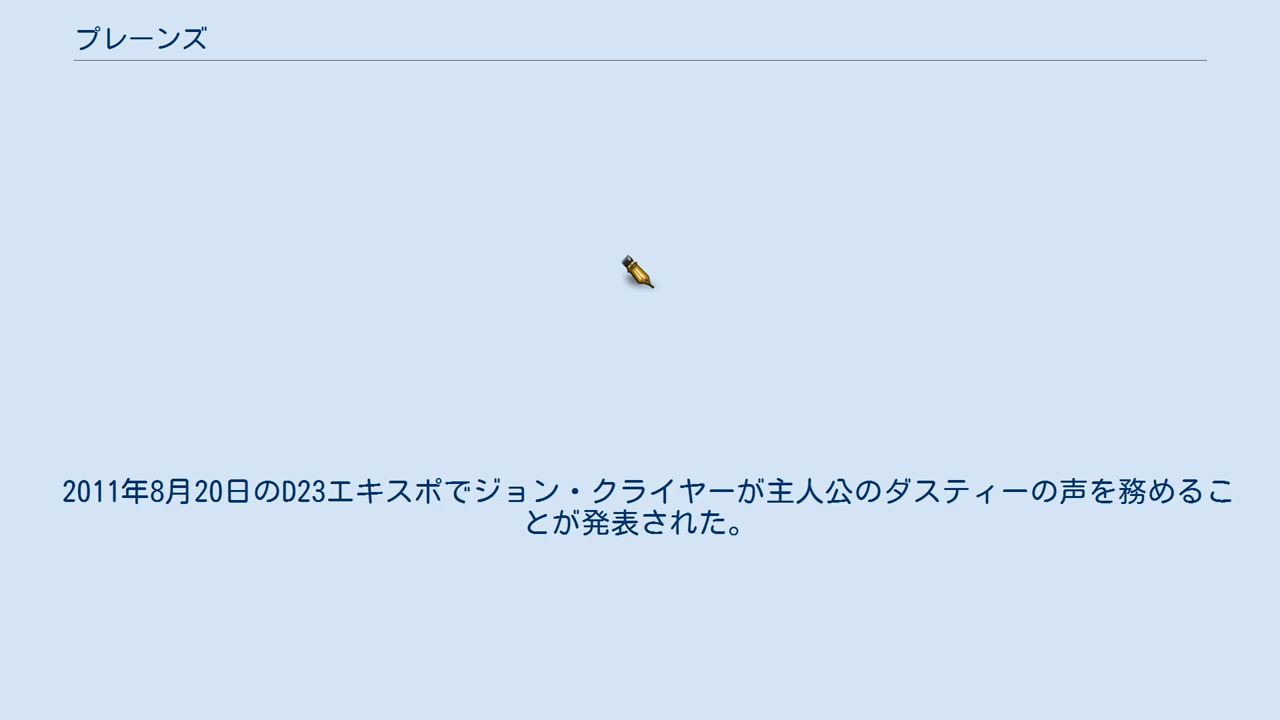 プレーンズ
2011年8月20日のD23エキスポでジョン・クライヤーが主人公のダスティーの声を務めるこ
とが発表された。